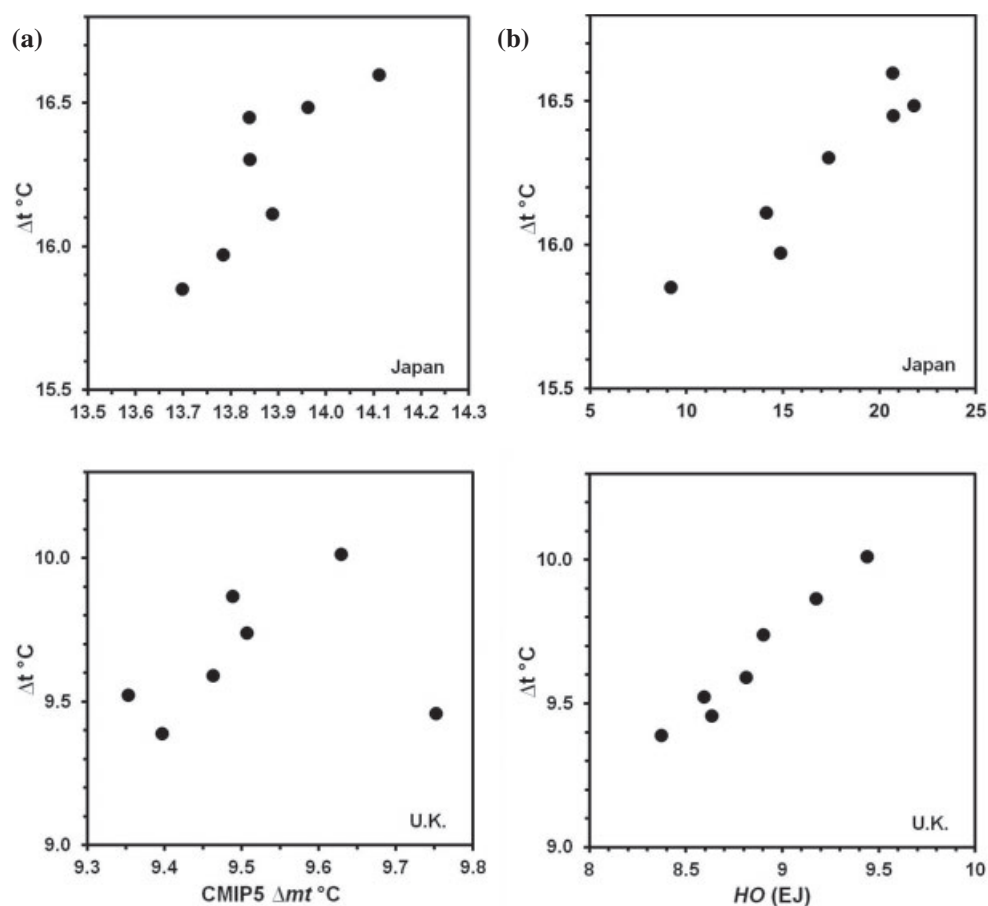 (a)
Δt °C
16.5
16.0
15.5
Japan
13.5 13.6 13.7 13.8 13.9 14.0 14.1 14.2 14.3
(b)
Δt °C
16.5
16.0
15.5
Japan
5 10 15 20 25
Δt °C
10.0
9.5
9.0
U.K.
9.3 9.4 9.5 9.6 9.7 9.8
CMIP5 Δmt °C
Δt °C
10.0
9.5
9.0
U.K.
8 8.5 9 9.5 10
HO (EJ)